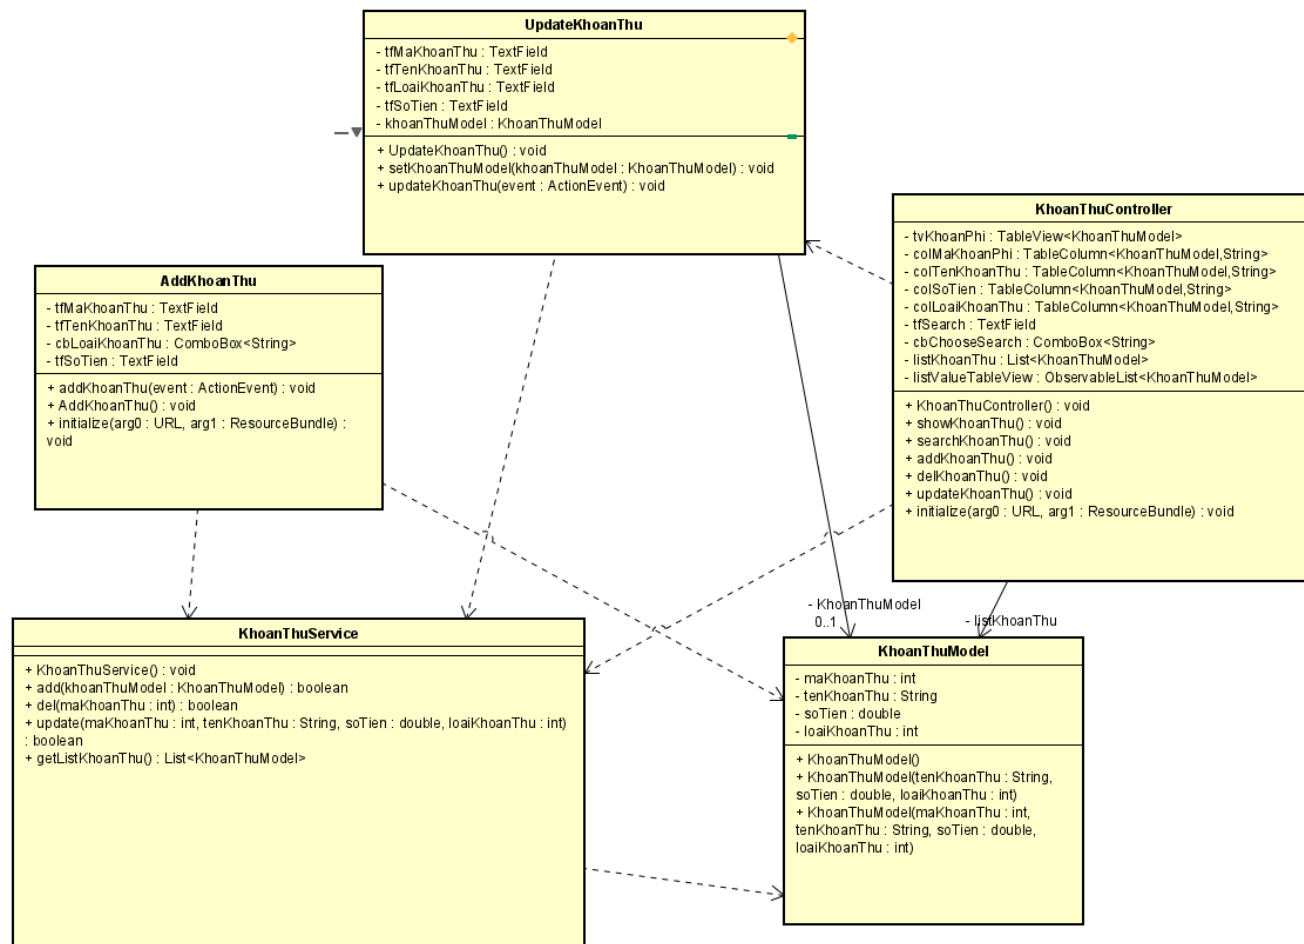 UpdateKhoanThu
- tfMaKhoanThu : TextField
- tfTenKhoanThu : TextField
- tfLoaiKhoanThu : TextField
- tfSoTien : TextField
- khoanThuModel : KhoanThuModel
+ UpdateKhoanThu() : void
+ setKhoanThuModel(khoanThuModel : KhoanThuModel) : void
+ updateKhoanThu(event : ActionEvent) : void
KhoanThuController
- tvKhoanPhi : TableView<KhoanThuModel>
- colMaKhoanPhi : TableColumn<KhoanThuModel,String>
- colTenKhoanThu : TableColumn<KhoanThuModel,String>
- colSoTien : TableColumn<KhoanThuModel,String>
- colLoaiKhoanThu : TableColumn<KhoanThuModel,String>
- tfSearch : TextField
- cbChooseSearch : ComboBox<String>
- listKhoanThu : List<KhoanThuModel>
- listValueTableView : ObservableList<KhoanThuModel>
+ KhoanThuController() : void
+ showKhoanThu() : void
+ searchKhoanThu() : void
+ addKhoanThu() : void
+ delKhoanThu() : void
+ updateKhoanThu() : void
+ initialize(arg0 : URL, arg1 : ResourceBundle) : void
AddKhoanThu
- tfMaKhoanThu : TextField
- tfTenKhoanThu : TextField
- cbLoaiKhoanThu : ComboBox<String>
- tfSoTien : TextField
+ addKhoanThu(event : ActionEvent) : void
+ AddKhoanThu() : void
+ initialize(arg0 : URL, arg1 : ResourceBundle) :
void
- KhoanThuModel
0..1
- listKhoanThu
KhoanThuService
+ KhoanThuService() : void
+ add(khoanThuModel : KhoanThuModel) : boolean
+ del(maKhoanThu : int) : boolean
+ update(maKhoanThu : int, tenKhoanThu : String, soTien : double, loaiKhoanThu : int)
: boolean
+ getListKhoanThu() : List<KhoanThuModel>
KhoanThuModel
- maKhoanThu : int
- tenKhoanThu : String
- soTien : double
- loaiKhoanThu : int
+ KhoanThuModel()
+ KhoanThuModel(tenKhoanThu : String,
soTien : double, loaiKhoanThu : int)
+ KhoanThuModel(maKhoanThu : int,
tenKhoanThu : String, soTien : double,
loaiKhoanThu : int)